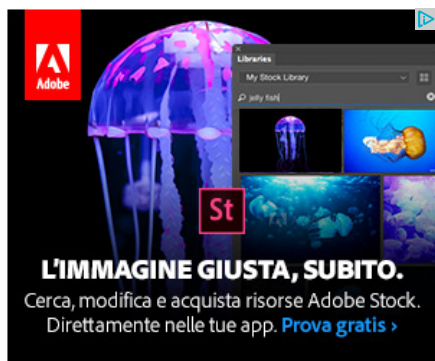 Adobe
Libraries
My Stock Library
jelly fish
St
L'IMMAGINE GIUSTA, SUBITO.
Cerca, modifica e acquista risorse Adobe Stock.
Direttamente nelle tue app. Prova gratis ›